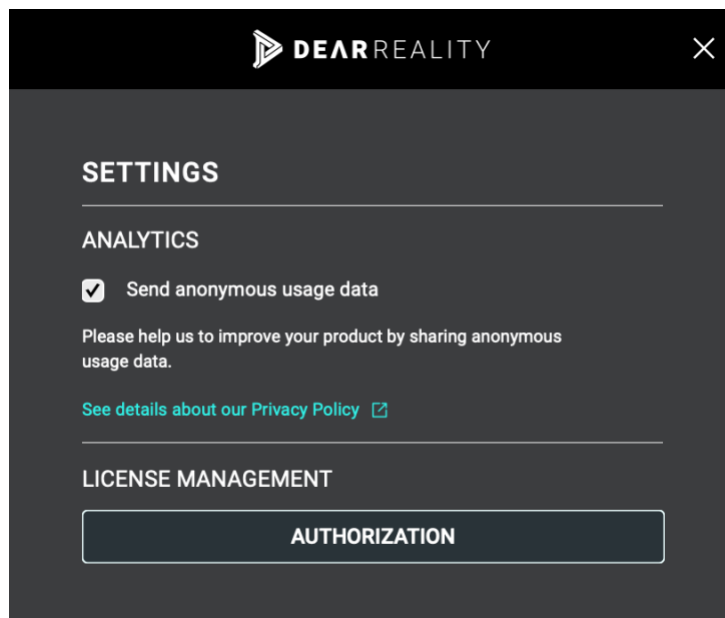 DEARREALITY
SETTINGS
ANALYTICS
Send anonymous usage data
Please help us to improve your product by sharing anonymous
usage data.
See details about our Privacy Policy
LICENSE MANAGEMENT
AUTHORIZATION